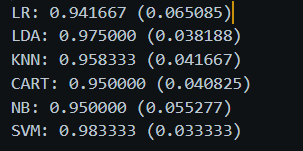 LR: 0.941667 (0.065085)
LDA: 0.975000 (0.038188)
KNN: 0.958333 (0.041667)
CART: 0.950000 (0.040825)
NB: 0.950000 (0.055277)
SVM: 0.983333 (0.033333)